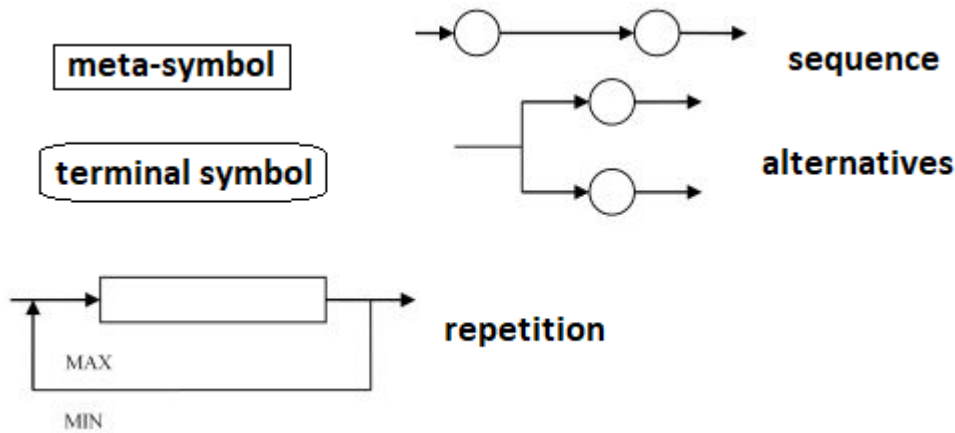 meta-symbol
sequence
terminal symbol
alternatives
repetition
MAX
MIN